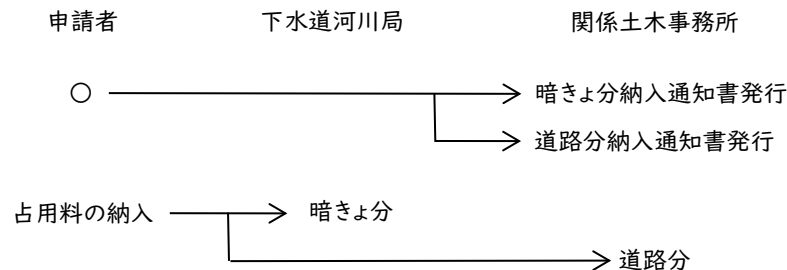 申請者 下水道河川局 関係土木事務所
○ 暗きょ分納入通知書発行
道路分納入通知書発行
占用料の納入 暗きょ分
道路分